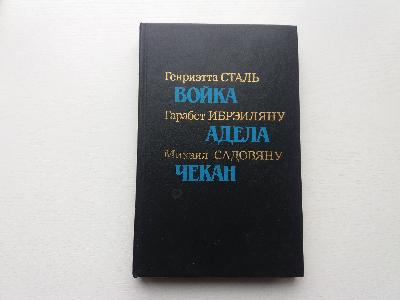 Генриэтта СТАЛЬ
ВОЙКА
Гарабет ИБРЭИЛЯНУ
АДЕЛА
Михаил САДОВЯНУ
ЧЕКАН